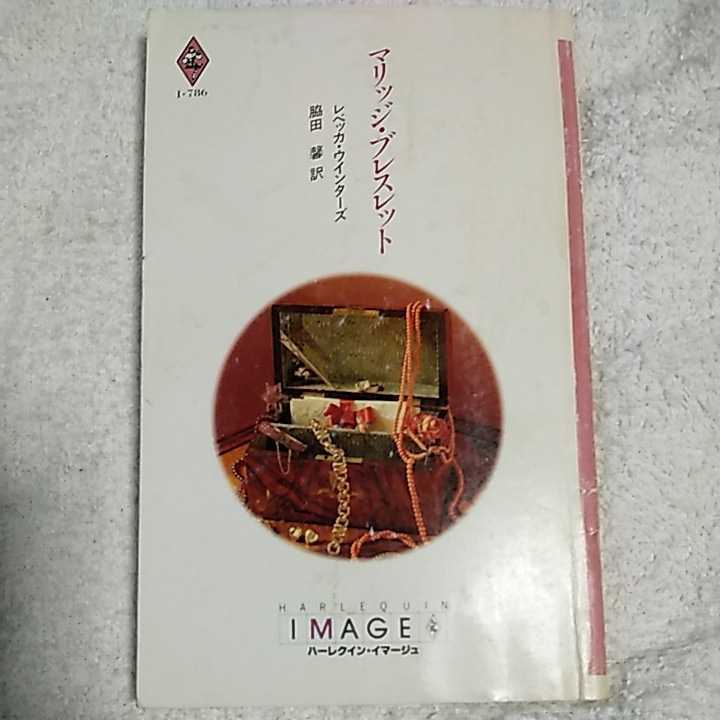 I・786
マリッジ・ブレスレット
レベッカ・ウインターズ
脇田 馨 訳
HARLEQUIN
IMAGE
ハーレクイン・イマージュ